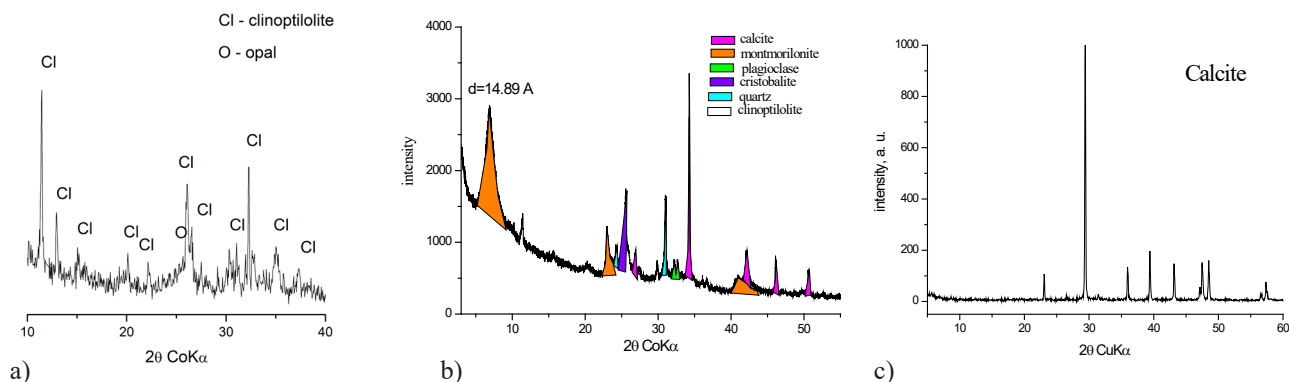 Cl - clinoptilolite
O - opal
Cl
Cl
Cl
Cl
Cl
Cl
O
Cl
Cl
Cl
Cl
Cl
10
20
30
40
2θ CoKα
a)
4000
3000
2000
1000
0
intensity
d=14.89 A
calcite
montmorilonite
plagioclase
cristobalite
quartz
clinoptilolite
10
20
30
40
50
2θ CoKα
b)
1000
800
600
400
200
0
intensity, a. u.
Calcite
10
20
30
40
50
60
2θ CuKα
c)